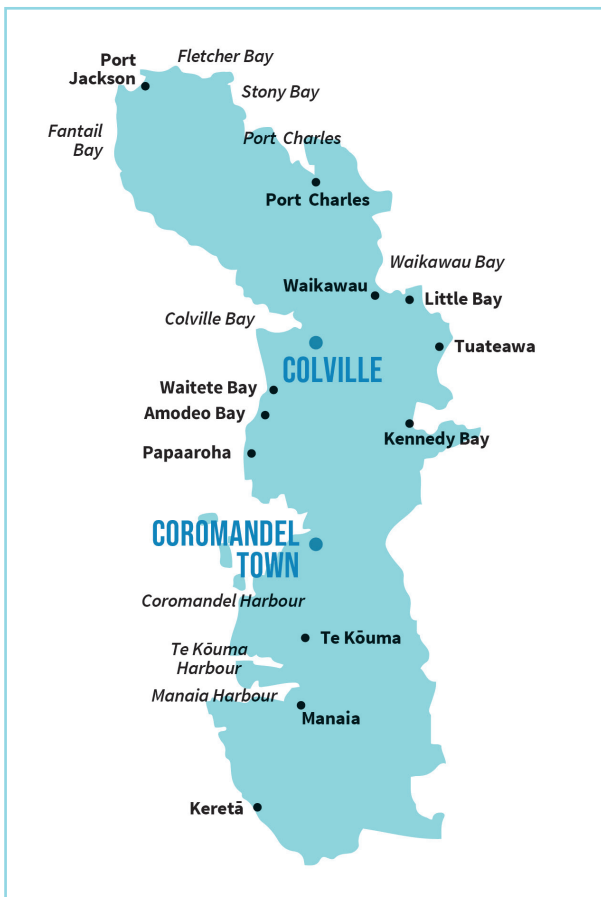 Fletcher Bay
Port
Jackson
Stony Bay
Fantail
Bay
Port Charles
Port Charles
Waikawau Bay
Waikawau
Little Bay
Colville Bay
Tuateawa
COLVILLE
Waitete Bay
Amodeo Bay
Kennedy Bay
Papaaroha
COROMANDEL
TOWN
Coromandel Harbour
Te Kōuma
Te Kōuma
Harbour
Manaia Harbour
Manaia
Keretā